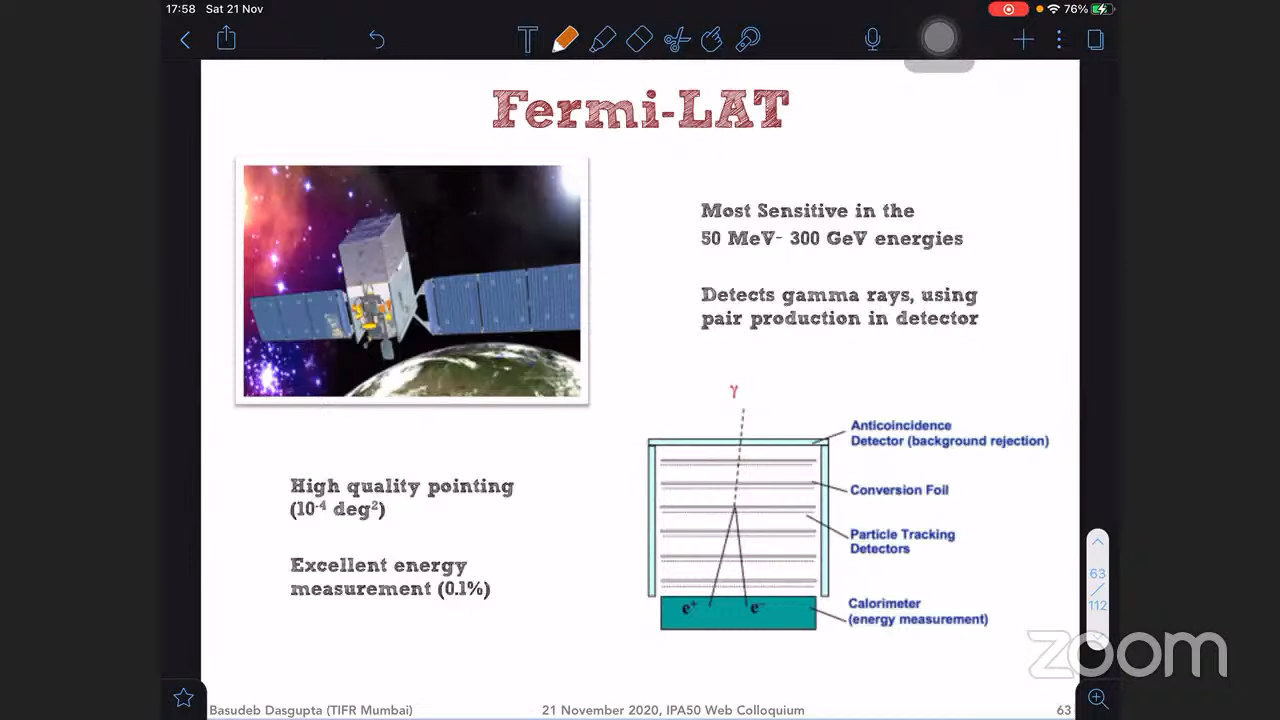 17:58 Sat 21 Nov
76%
T
Fermi-LAT
Most Sensitive in the
50 MeV- 300 GeV energies
Detects gamma rays, using
pair production in detector
High quality pointing
(10⁻⁴ deg²)
Excellent energy
measurement (0.1%)
γ
Anticoincidence
Detector (background rejection)
Conversion Foil
Particle Tracking
Detectors
e⁺ e⁻
Calorimeter
(energy measurement)
63
/
112
zoom
Basudeb Dasgupta (TIFR Mumbai) 21 November 2020, IPA50 Web Colloquium 63